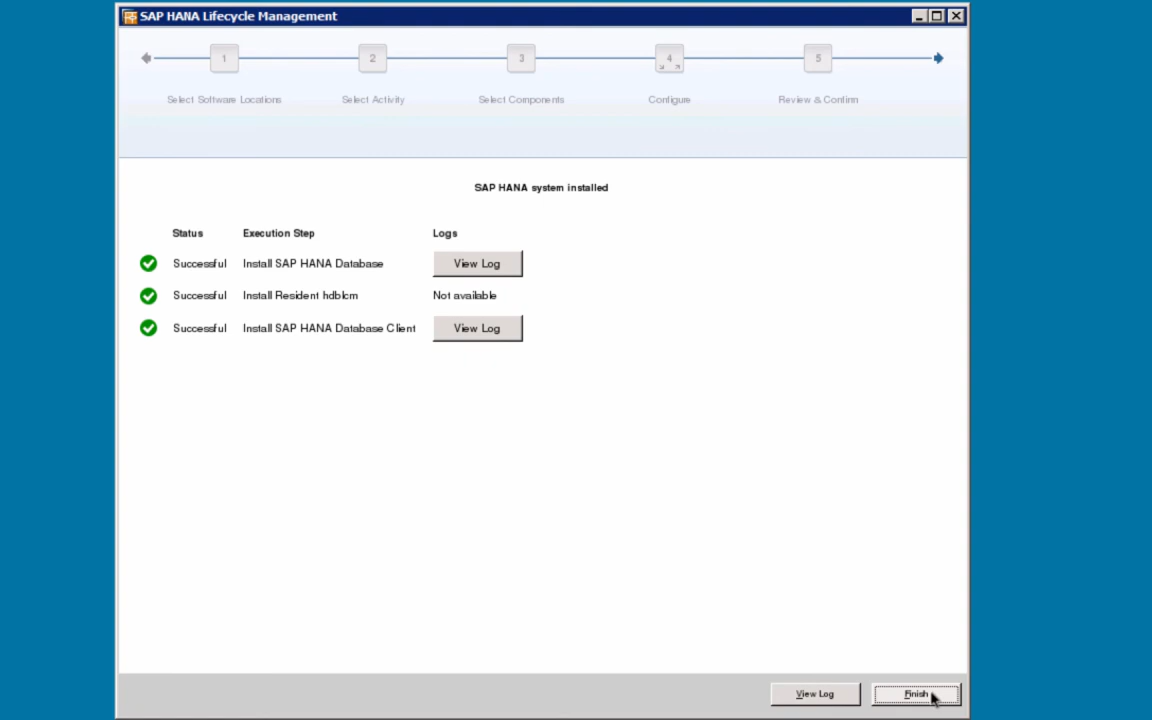 SAP HANA Lifecycle Management
1 2 3 4 5
Select Software Locations Select Activity Select Components Configure Review & Confirm
SAP HANA system installed
Status Execution Step Logs
Successful Install SAP HANA Database View Log
Successful Install Resident hdblcm Not available
Successful Install SAP HANA Database Client View Log
View Log Finish